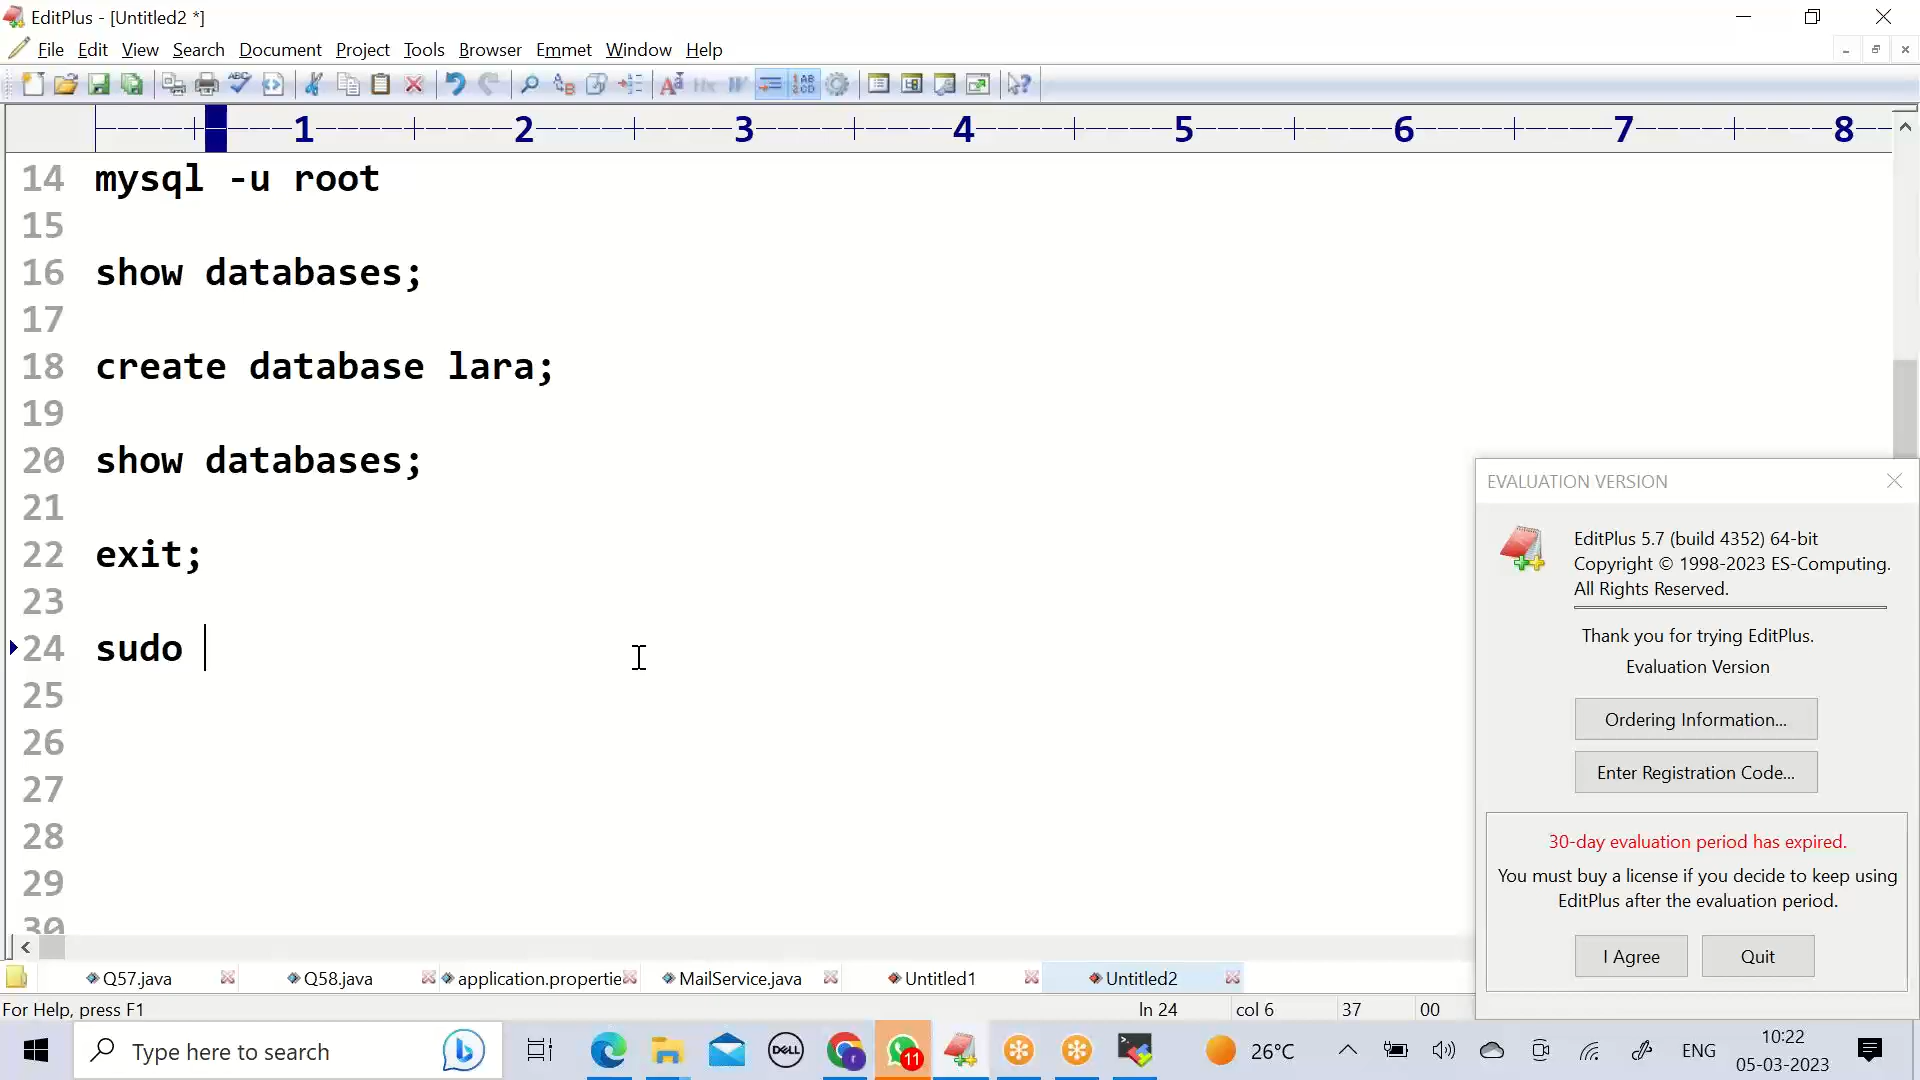 EditPlus - [Untitled2 *]
File Edit View Search Document Project Tools Browser Emmet Window Help
1 2 3 4 5 6 7 8
14 mysql -u root
15
16 show databases;
17
18 create database lara;
19
20 show databases;
21
22 exit;
23
24 sudo
25
26
27
28
29
30
EVALUATION VERSION
EditPlus 5.7 (build 4352) 64-bit
Copyright © 1998-2023 ES-Computing.
All Rights Reserved.
Thank you for trying EditPlus.
Evaluation Version
Ordering Information...
Enter Registration Code...
30-day evaluation period has expired.
You must buy a license if you decide to keep using
EditPlus after the evaluation period.
I Agree Quit
Q57.java Q58.java application.propertie MailService.java Untitled1 Untitled2
For Help, press F1 ln 24 col 6 37 00
Type here to search DELL 11 26°C ENG 10:22
05-03-2023